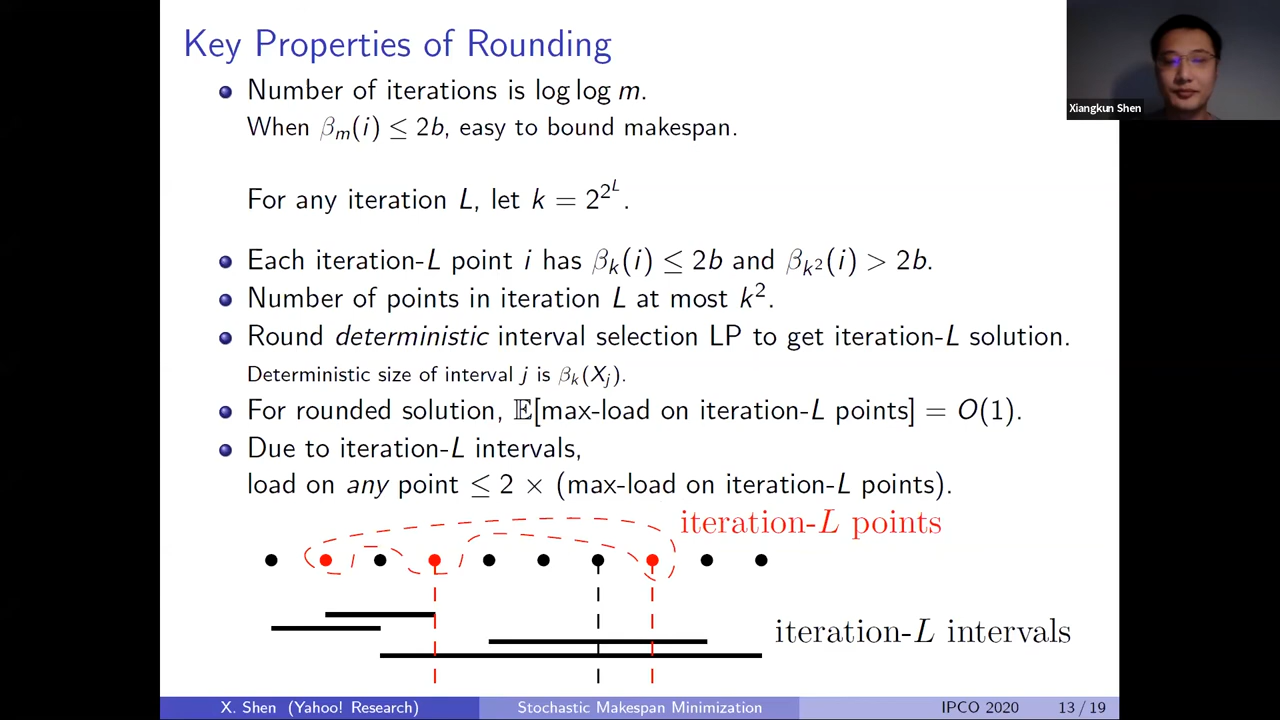 Key Properties of Rounding
Xiangkun Shen
Number of iterations is log log m.
When βₘ(i) ≤ 2b, easy to bound makespan.
For any iteration L, let k = 2^{2^L}.
Each iteration-L point i has βₖ(i) ≤ 2b and β_{k²}(i) > 2b.
Number of points in iteration L at most k².
Round deterministic interval selection LP to get iteration-L solution.
Deterministic size of interval j is βₖ(Xⱼ).
For rounded solution, 𝔼[max-load on iteration-L points] = O(1).
Due to iteration-L intervals,
load on any point ≤ 2 × (max-load on iteration-L points).
iteration-L points
iteration-L intervals
X. Shen (Yahoo! Research) Stochastic Makespan Minimization IPCO 2020 13 / 19